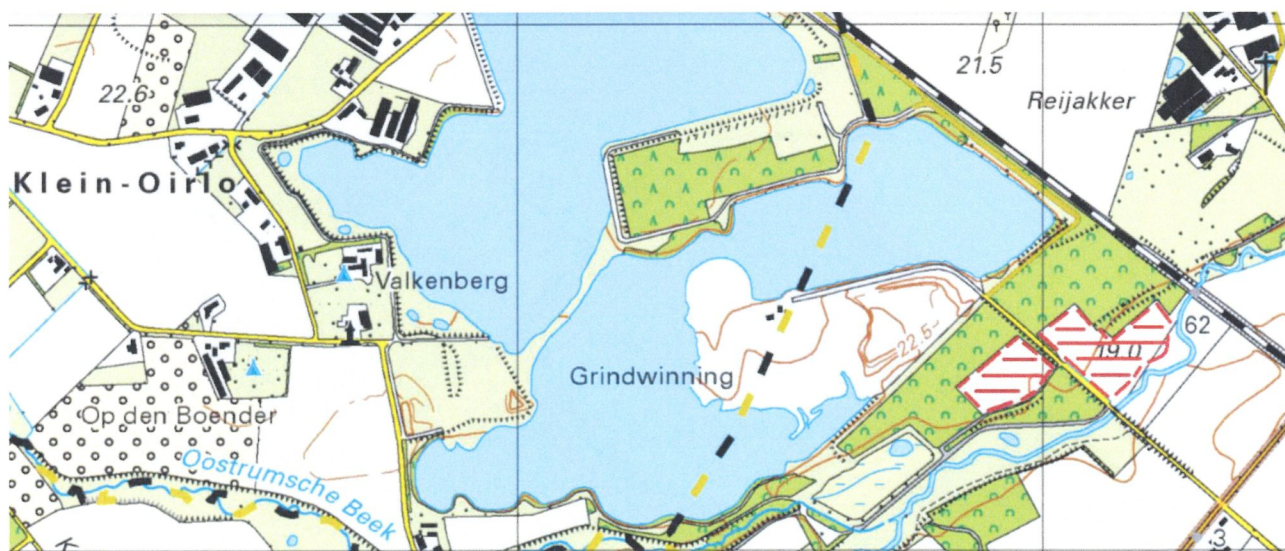 21.5
22.6
Reijakker
Klein-Oirlo
Valkenberg
62
22.5
19.0
Grindwinning
Op den Boender
Oostrumsche Beek
.3
K